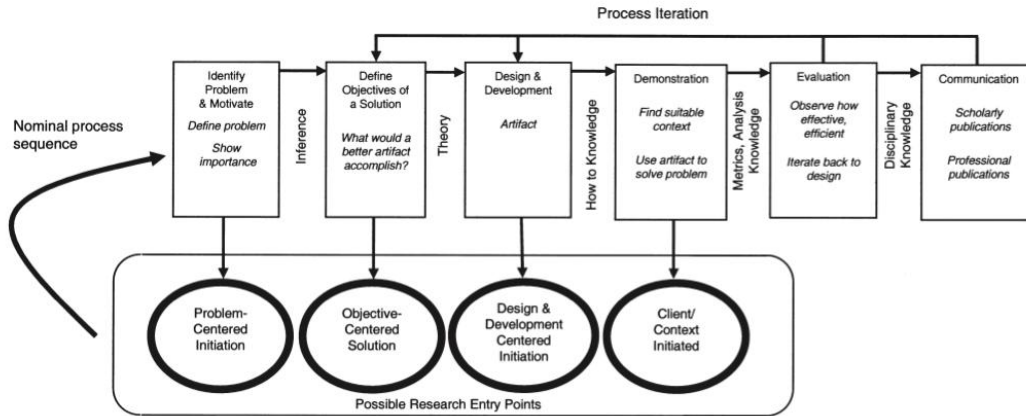 Process Iteration
Nominal process
sequence
Identify
Problem
& Motivate
Define problem
Show
importance
Inference
Define
Objectives of
a Solution
What would a
better artifact
accomplish?
Theory
Design &
Development
Artifact
How to Knowledge
Demonstration
Find suitable
context
Use artifact to
solve problem
Metrics, Analysis
Knowledge
Evaluation
Observe how
effective,
efficient
Iterate back to
design
Disciplinary
Knowledge
Communication
Scholarly
publications
Professional
publications
Problem-
Centered
Initiation
Objective-
Centered
Solution
Design &
Development
Centered
Initiation
Client/
Context
Initiated
Possible Research Entry Points